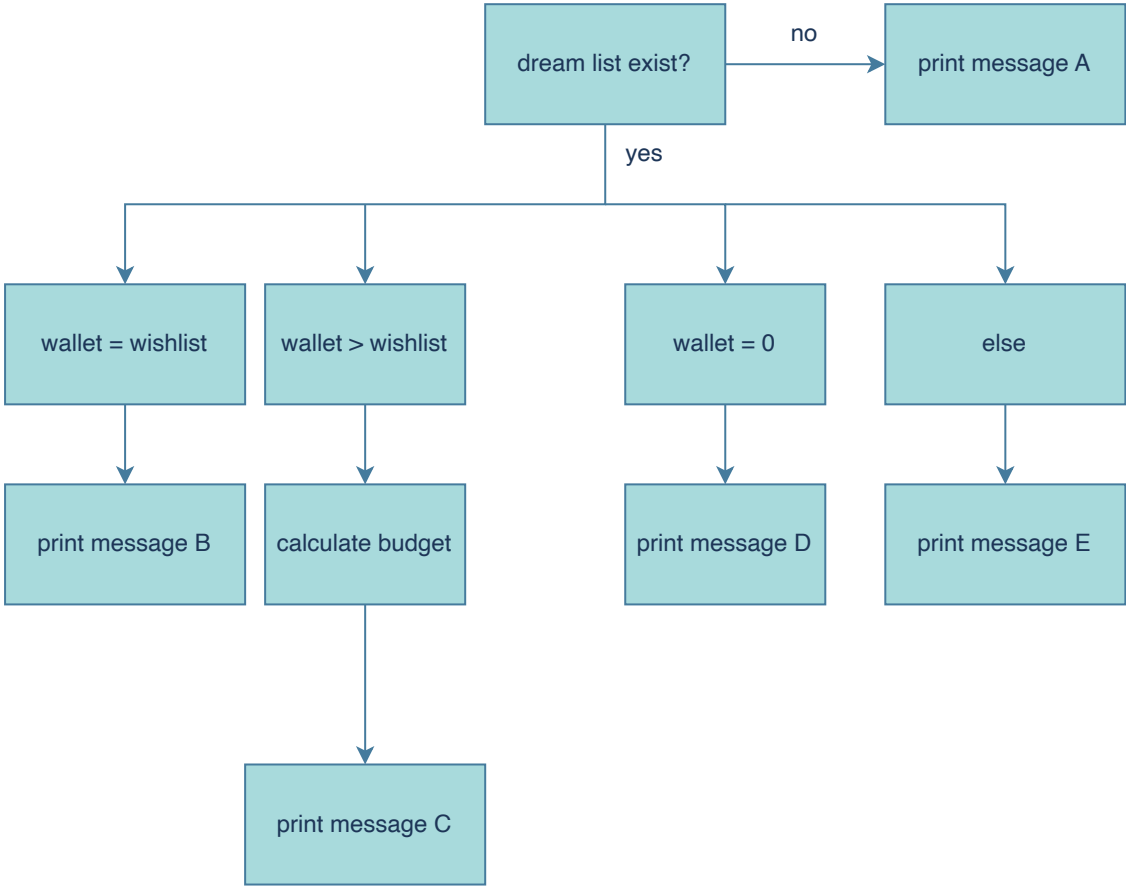 dream list exist?
no
print message A
yes
wallet = wishlist
wallet > wishlist
wallet = 0
else
print message B
calculate budget
print message D
print message E
print message C